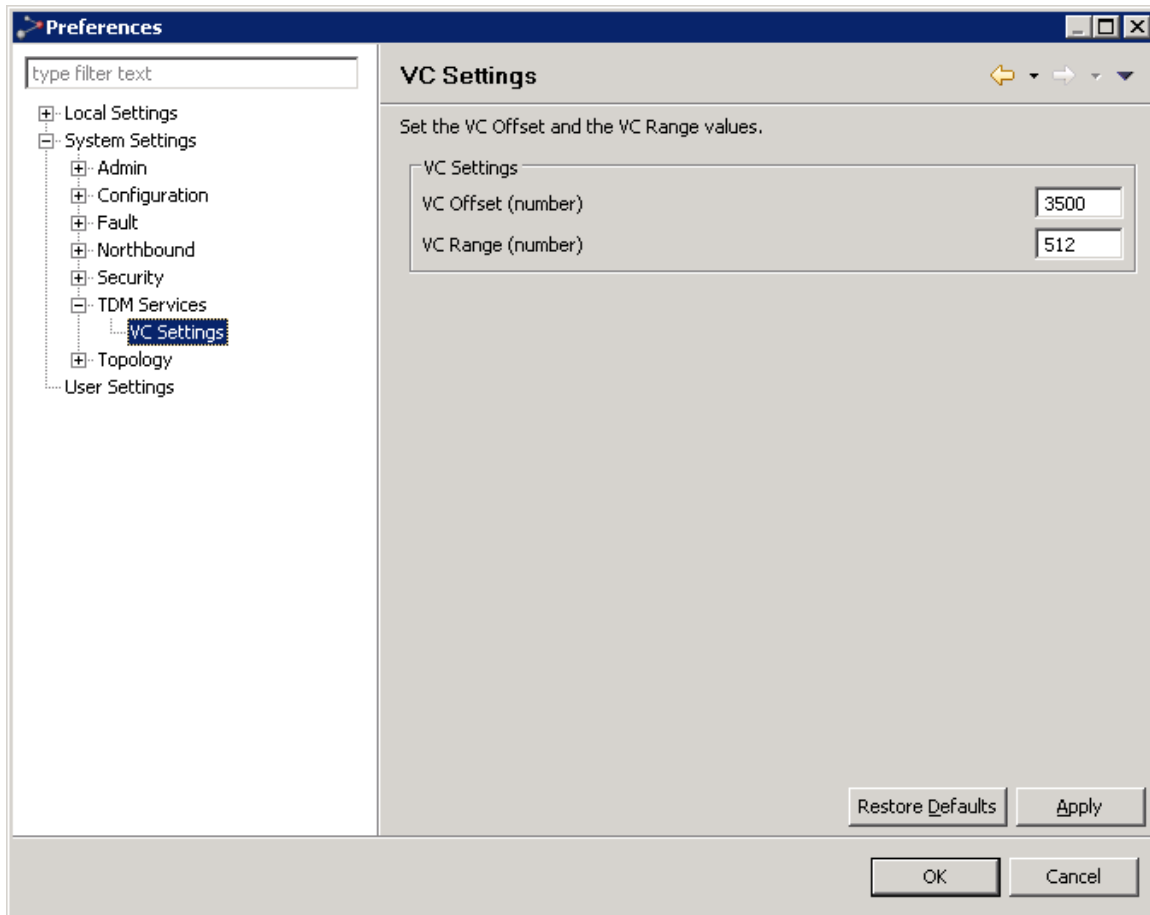 Preferences
type filter text
Local Settings
System Settings
Admin
Configuration
Fault
Northbound
Security
TDM Services
VC Settings
Topology
User Settings
VC Settings
Set the VC Offset and the VC Range values.
VC Settings
VC Offset (number) 3500
VC Range (number) 512
Restore Defaults Apply
OK Cancel